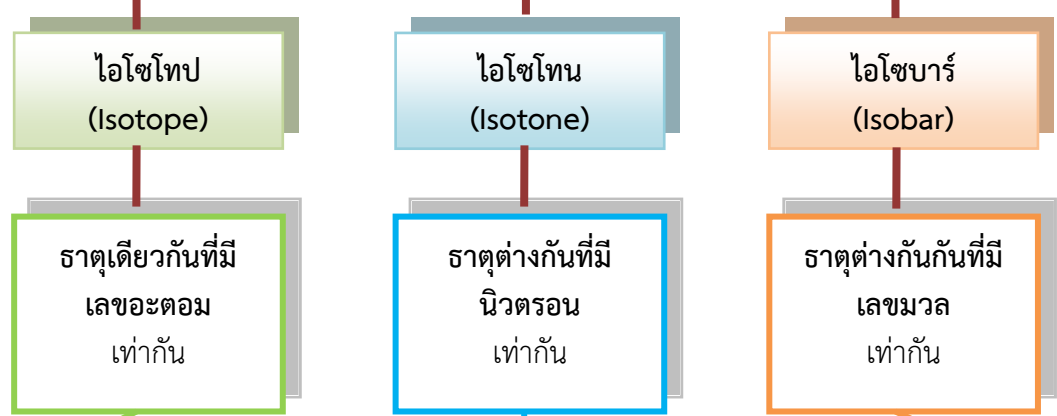 ไอโซโทป
(Isotope)
ไอโซโทน
(Isotone)
ไอโซบาร์
(Isobar)
ธาตุเดียวกันที่มี
เลขอะตอม
เท่ากัน
ธาตุต่างกันที่มี
นิวตรอน
เท่ากัน
ธาตุต่างกันกันที่มี
เลขมวล
เท่ากัน